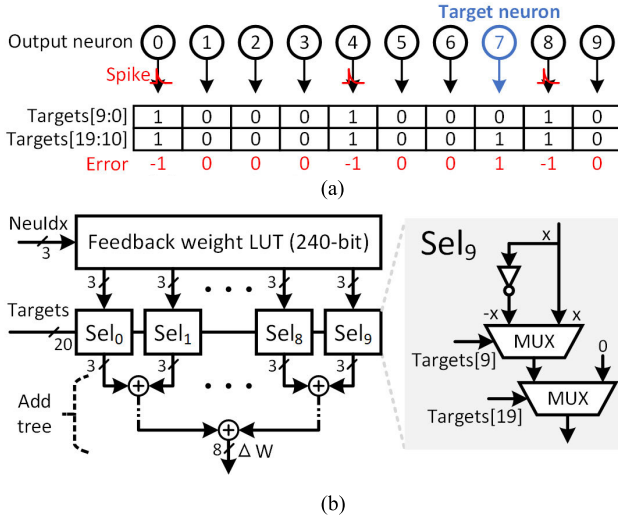 Target neuron
Output neuron 0 1 2 3 4 5 6 7 8 9
Spike
Targets[9:0] 1 0 0 0 1 0 0 0 1 0
Targets[19:10] 1 0 0 0 1 0 0 1 1 0
Error -1 0 0 0 -1 0 0 1 -1 0
(a)
NeuIdx
3
Feedback weight LUT (240-bit)
3 3 • • • 3 3
Targets
20
Sel0 Sel1 Sel8 Sel9
3 3 • • • 3 3
+ +
Add
tree
+
8 Δ W
Sel9
x
-x x
MUX
Targets[9]
0
MUX
Targets[19]
(b)